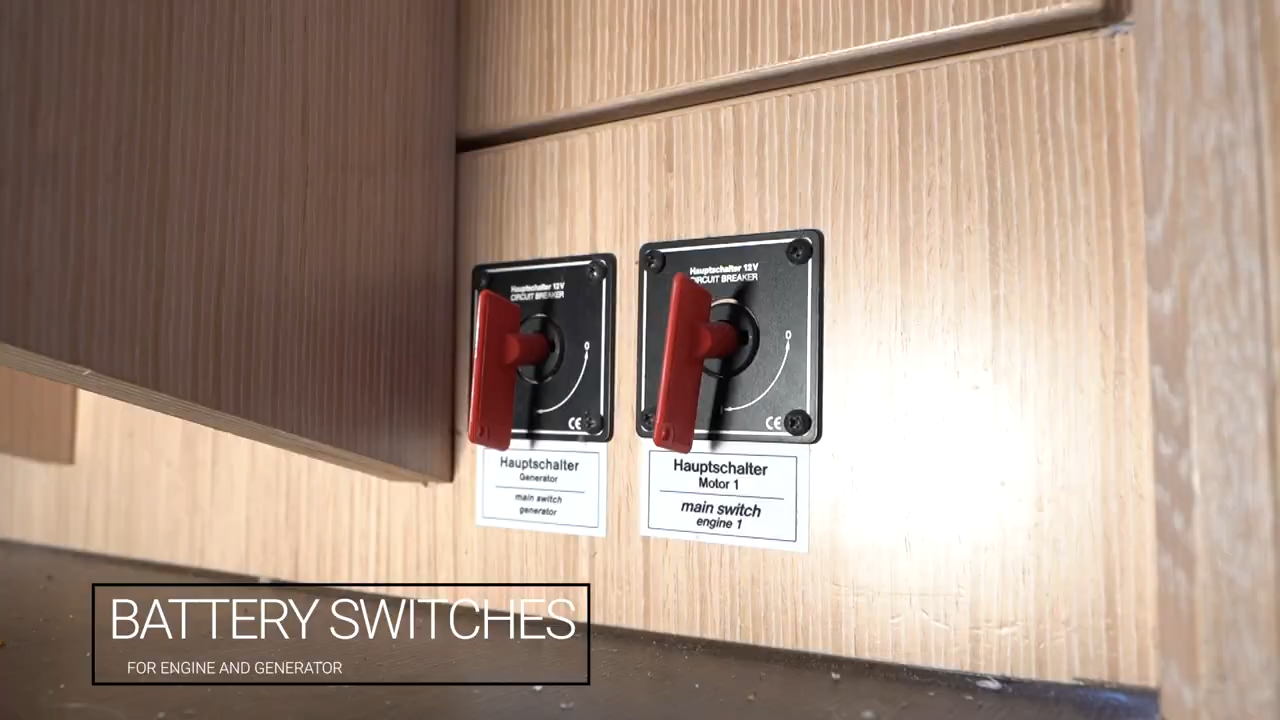 Hauptschalter 12V
CIRCUIT BREAKER
0
CE
Hauptschalter
Generator
main switch
generator
Hauptschalter 12V
CIRCUIT BREAKER
0
CE
Hauptschalter
Motor 1
main switch
engine 1
BATTERY SWITCHES
FOR ENGINE AND GENERATOR